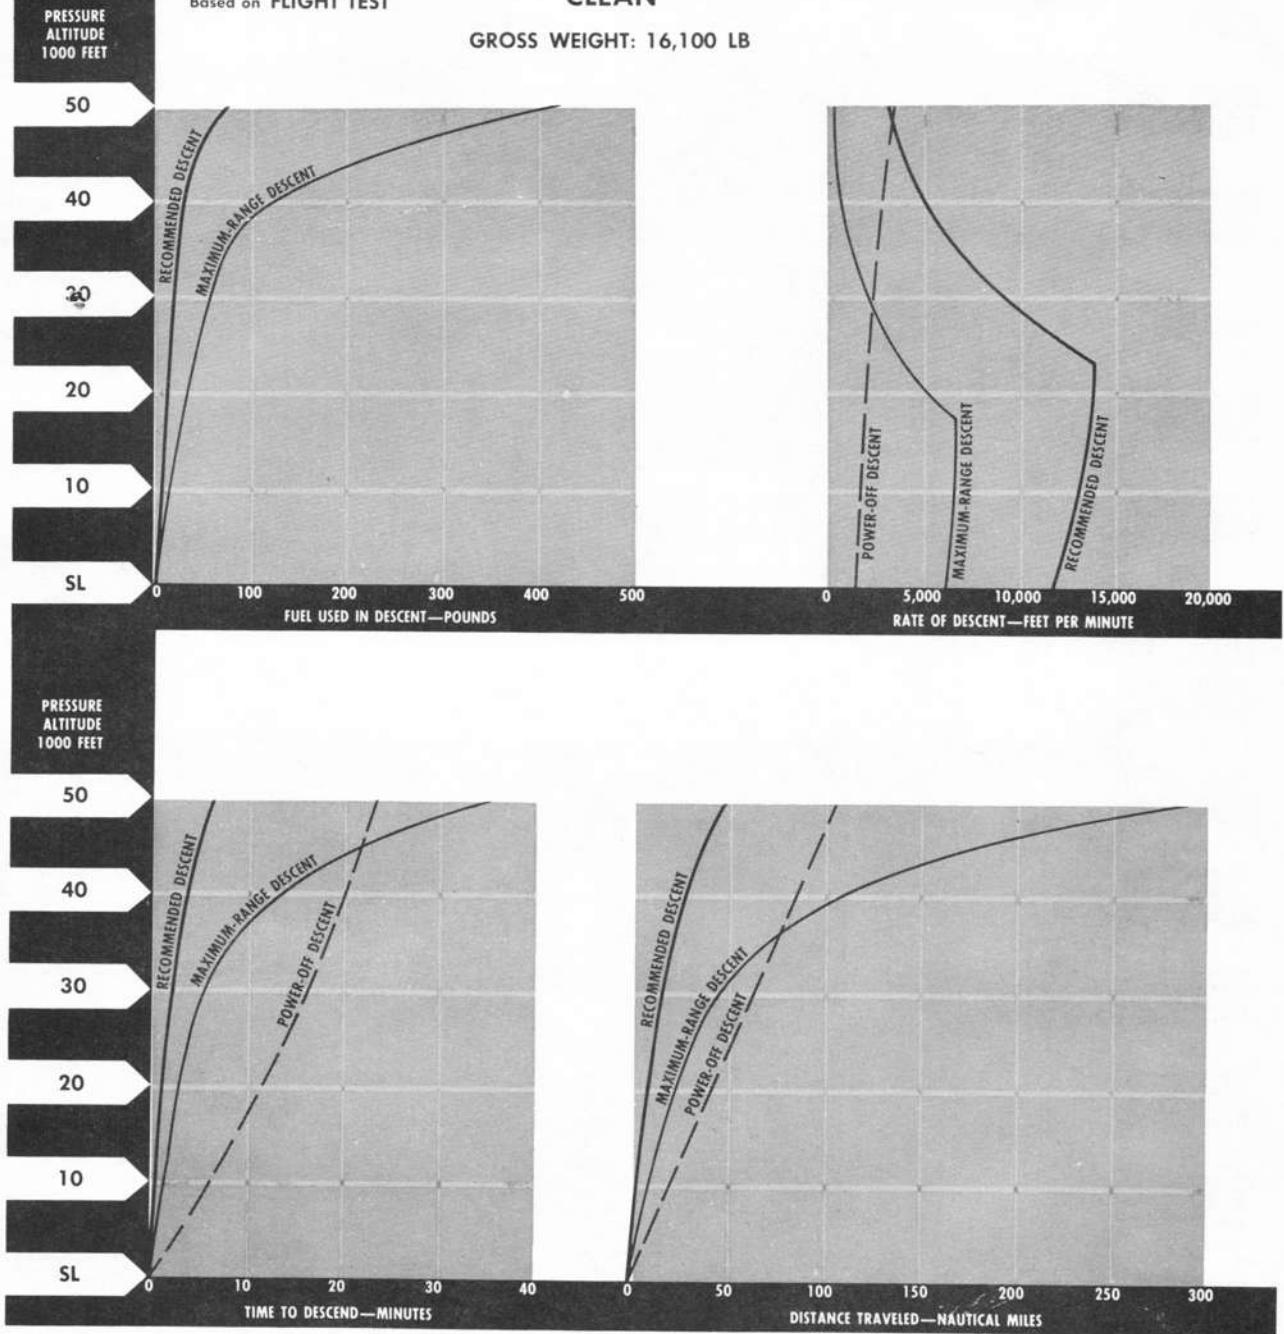 Based on FLIGHT TEST
CLEAN
GROSS WEIGHT: 16,100 LB
PRESSURE
ALTITUDE
1000 FEET
50
40
30
20
10
SL
RECOMMENDED DESCENT
MAXIMUM-RANGE DESCENT
0 100 200 300 400 500
FUEL USED IN DESCENT—POUNDS
POWER-OFF DESCENT
MAXIMUM-RANGE DESCENT
RECOMMENDED DESCENT
0 5,000 10,000 15,000 20,000
RATE OF DESCENT—FEET PER MINUTE
PRESSURE
ALTITUDE
1000 FEET
50
40
30
20
10
SL
RECOMMENDED DESCENT
MAXIMUM-RANGE DESCENT
POWER-OFF DESCENT
0 10 20 30 40
TIME TO DESCEND—MINUTES
RECOMMENDED DESCENT
MAXIMUM-RANGE DESCENT
POWER-OFF DESCENT
0 50 100 150 200 250 300
DISTANCE TRAVELED—NAUTICAL MILES